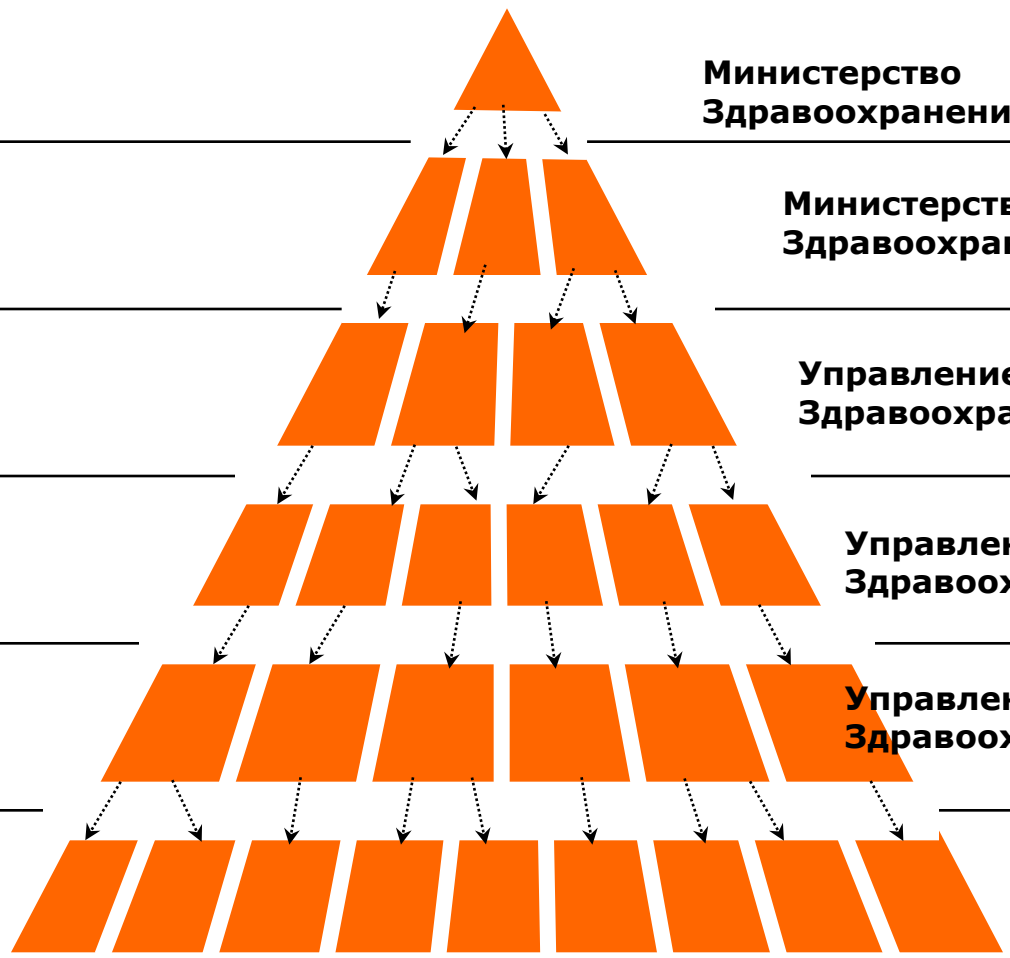 Министерство
Здравоохранени
Министерств
Здравоохран
Управление
Здравоохра
Управлен
Здравоох
Управлен
Здравоох